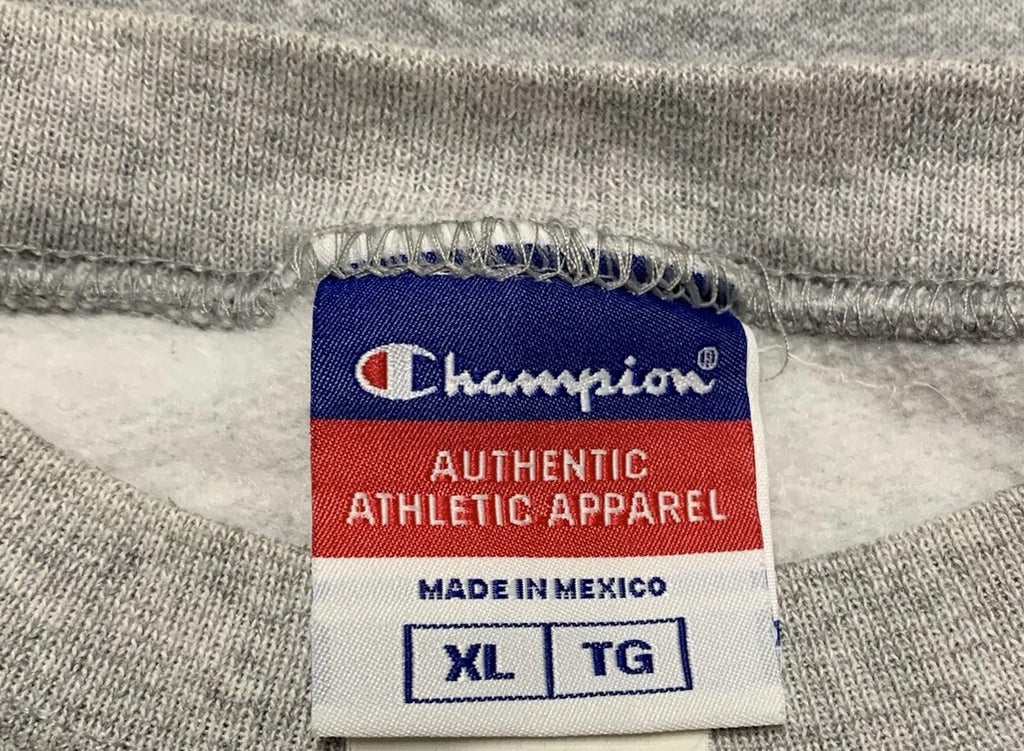 Champion®
AUTHENTIC
ATHLETIC APPAREL
MADE IN MEXICO
XL TG